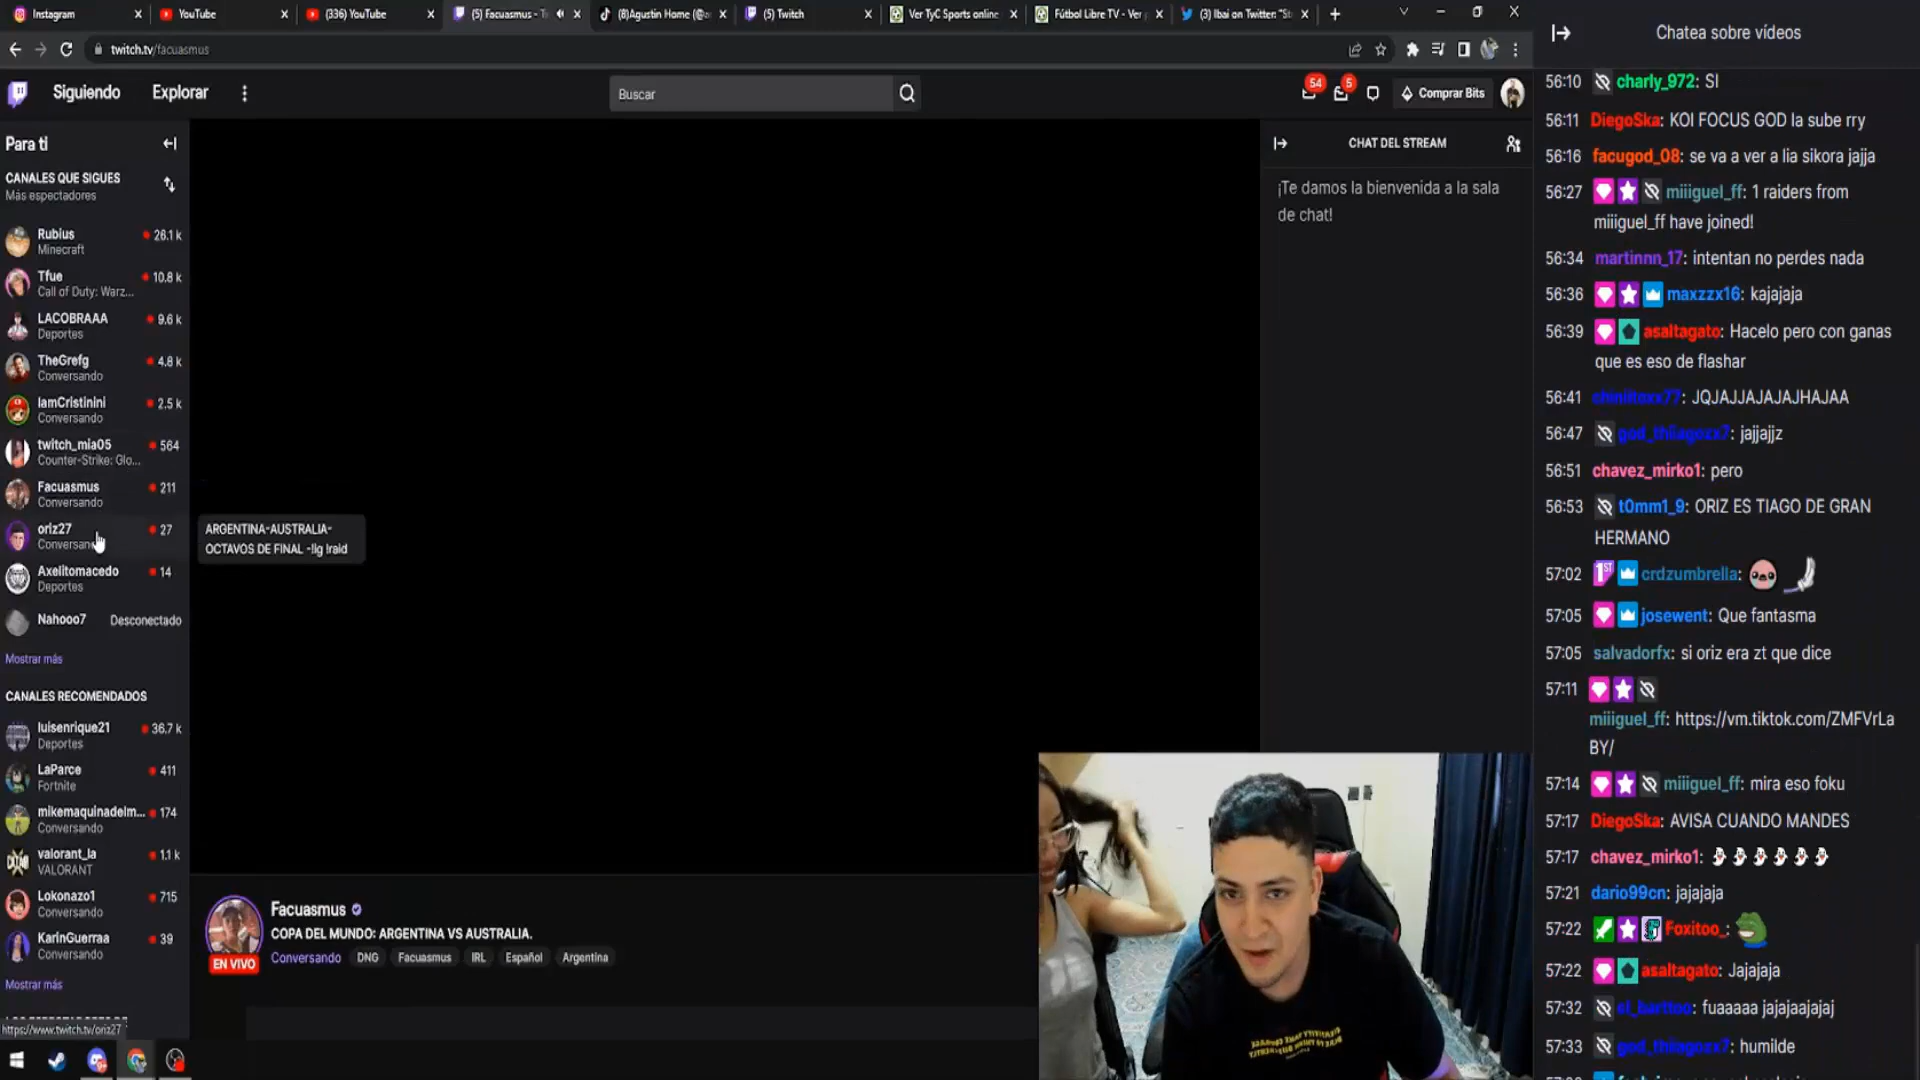 Instagram
YouTube
(336) YouTube
(5) Facuasmus - T
(8)Agustin Home (@a
(5) Twitch
Ver TyC Sports online
Fútbol Libre TV - Ver
(3) Ibai on Twitter: "S
twitch.tv/facuasmus
Siguiendo
Explorar
Buscar
54
5
Comprar Bits
Para ti
CANALES QUE SIGUES
Más espectadores
Rubius
28.1 k
Minecraft
Tfue
10.8 k
Call of Duty: Warz...
LACOBRAAA
9.6 k
Deportes
TheGrefg
4.8 k
Conversando
IamCristinini
2.5 k
Conversando
twitch_mia05
564
Counter-Strike: Glo...
Facuasmus
211
Conversando
oriz27
27
Conversan
Axelitomacedo
14
Deportes
Nahooo7
Desconectado
Mostrar más
CANALES RECOMENDADOS
luisenrique21
36.7 k
Deportes
LaParce
411
Fortnite
mikemaquinadelm...
174
Conversando
valorant_la
1.1 k
VALORANT
Lokonazo1
715
Conversando
KarinGuerraa
39
Conversando
Mostrar más
https://www.twitch.tv/oriz27
ARGENTINA-AUSTRALIA-
OCTAVOS DE FINAL -!ig !raid
Facuasmus
COPA DEL MUNDO: ARGENTINA VS AUSTRALIA.
EN VIVO
Conversando DNG Facuasmus IRL Español Argentina
CHAT DEL STREAM
¡Te damos la bienvenida a la sala
de chat!
Chatea sobre vídeos
56:10 charly_972: SI
56:11 DiegoSka: KOI FOCUS GOD la sube rry
56:16 facugod_08: se va a ver a lia sikora jajja
56:27 miiiguel_ff: 1 raiders from
miiiguel_ff have joined!
56:34 martinnn_17: intentan no perdes nada
56:36 maxzzx16: kajajaja
56:39 asaltagato: Hacelo pero con ganas
que es eso de flashar
56:41 JQJAJJAJAJAJHAJAA
56:47 god_thiiagozx7: jajjajjz
56:51 chavez_mirko1: pero
56:53 t0mm1_9: ORIZ ES TIAGO DE GRAN
HERMANO
57:02 1ST crdzumbrella:
57:05 josewent: Que fantasma
57:05 salvadorfx: si oriz era zt que dice
57:11
miiiguel_ff: https://vm.tiktok.com/ZMFVrLa
BY/
57:14 miiiguel_ff: mira eso foku
57:17 DiegoSka: AVISA CUANDO MANDES
57:17 chavez_mirko1: 👻 👻 👻 👻 👻 👻
57:21 dario99cn: jajajaja
57:22 Foxitoo_:
57:22 asaltagato: Jajajaja
57:32 el_barttoo: fuaaaaa jajajaajajaj
57:33 god_thiiagozx7: humilde